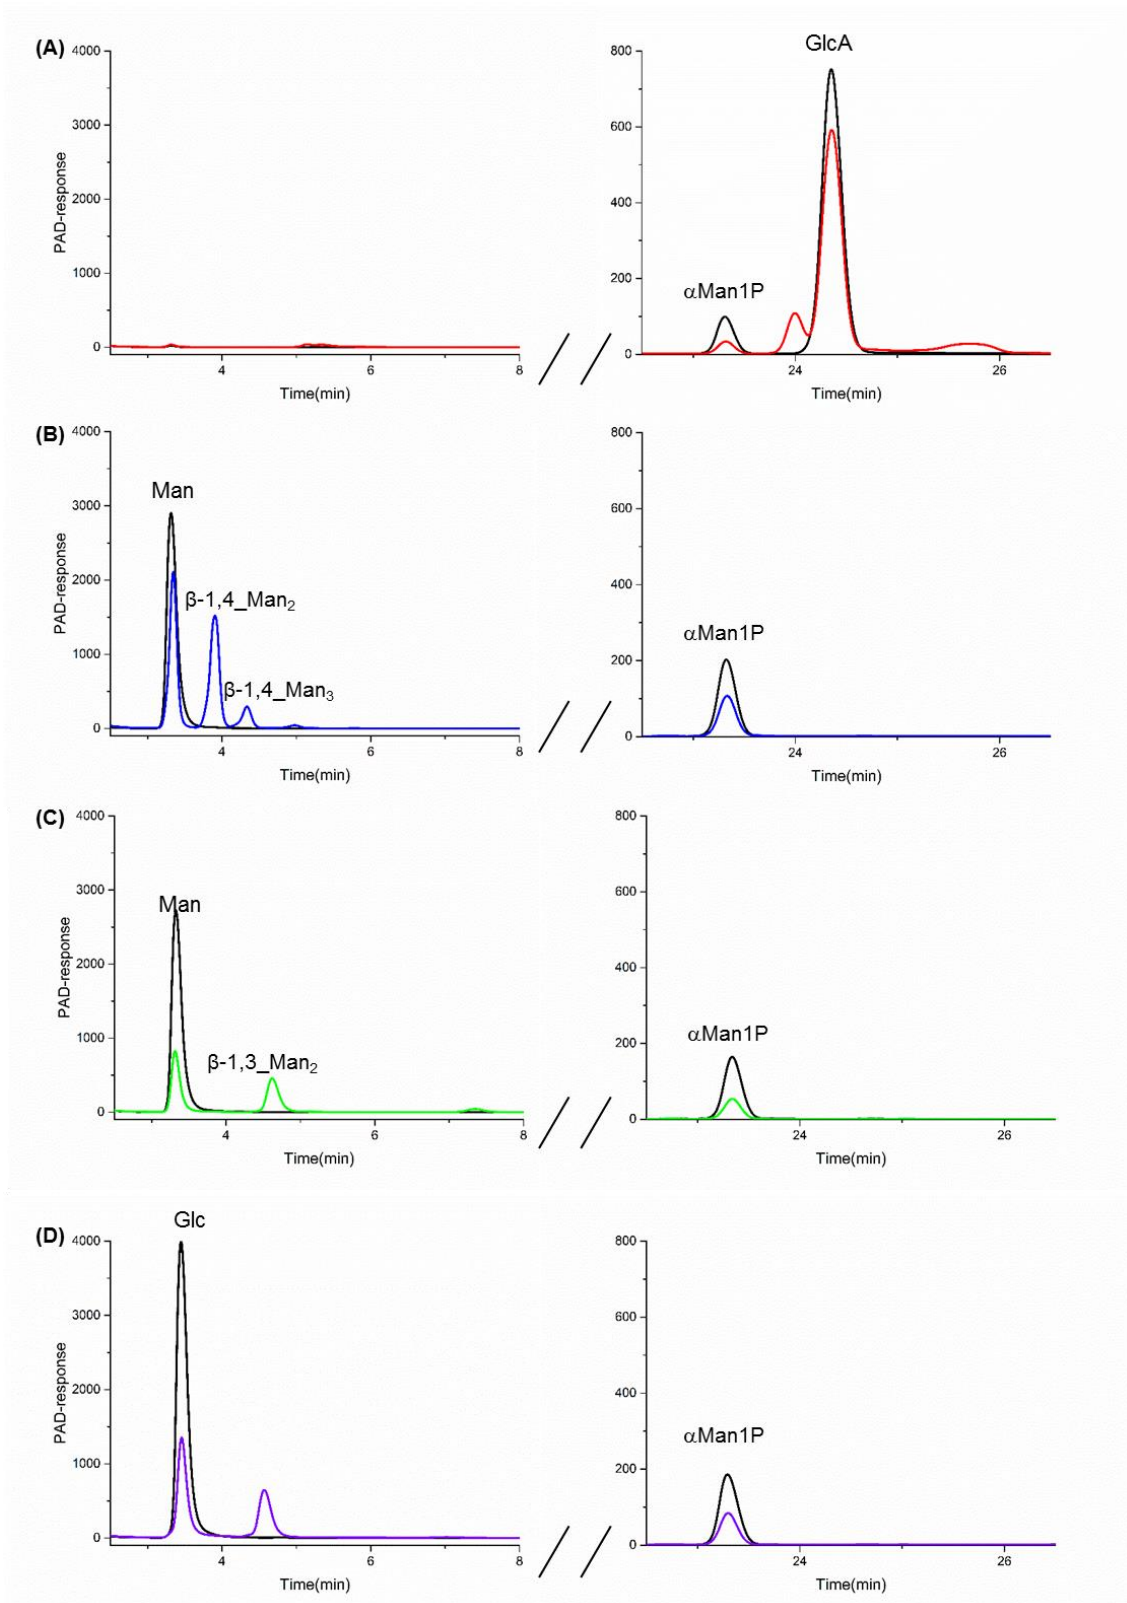 (A)
4000
3000
2000
1000
0
PAD-response
4 6 8
Time(min)
GlcA
αMan1P
800
600
400
200
0
24 26
Time(min)
(B)
4000
3000
2000
1000
0
PAD-response
Man
β-1,4_Man₂
β-1,4_Man₃
4 6 8
Time(min)
800
600
400
200
0
αMan1P
24 26
Time(min)
(C)
4000
3000
2000
1000
0
PAD-response
Man
β-1,3_Man₂
4 6 8
Time(min)
800
600
400
200
0
αMan1P
24 26
Time(min)
(D)
Glc
4000
3000
2000
1000
0
PAD-response
4 6 8
Time(min)
800
600
400
200
0
αMan1P
24 26
Time(min)